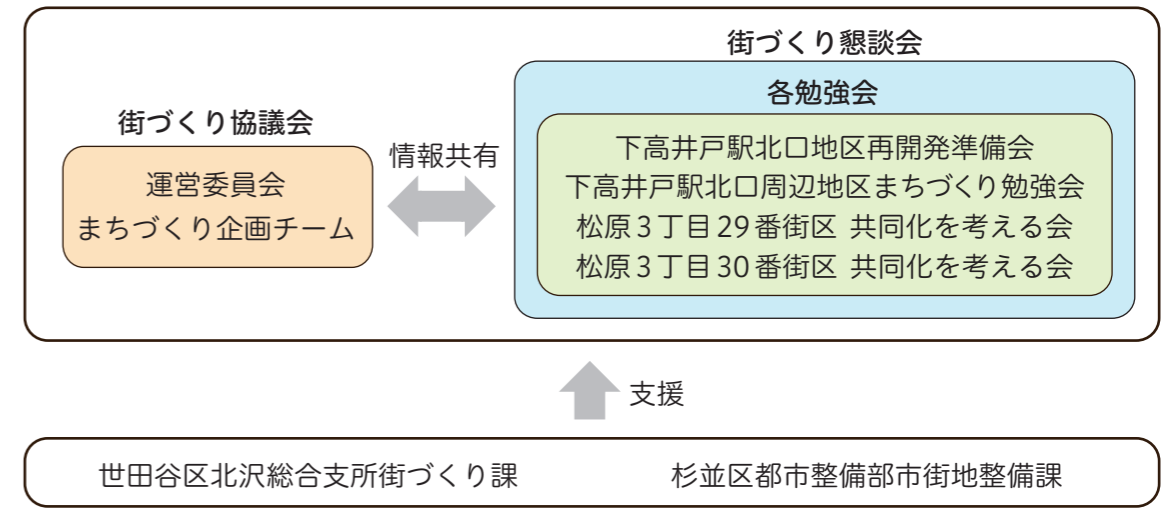 街づくり懇談会
各勉強会
街づくり協議会
運営委員会
まちづくり企画チーム
情報共有
下高井戸駅北口地区再開発準備会
下高井戸駅北口周辺地区まちづくり勉強会
松原3丁目29番街区 共同化を考える会
松原3丁目30番街区 共同化を考える会
支援
世田谷区北沢総合支所街づくり課
杉並区都市整備部市街地整備課